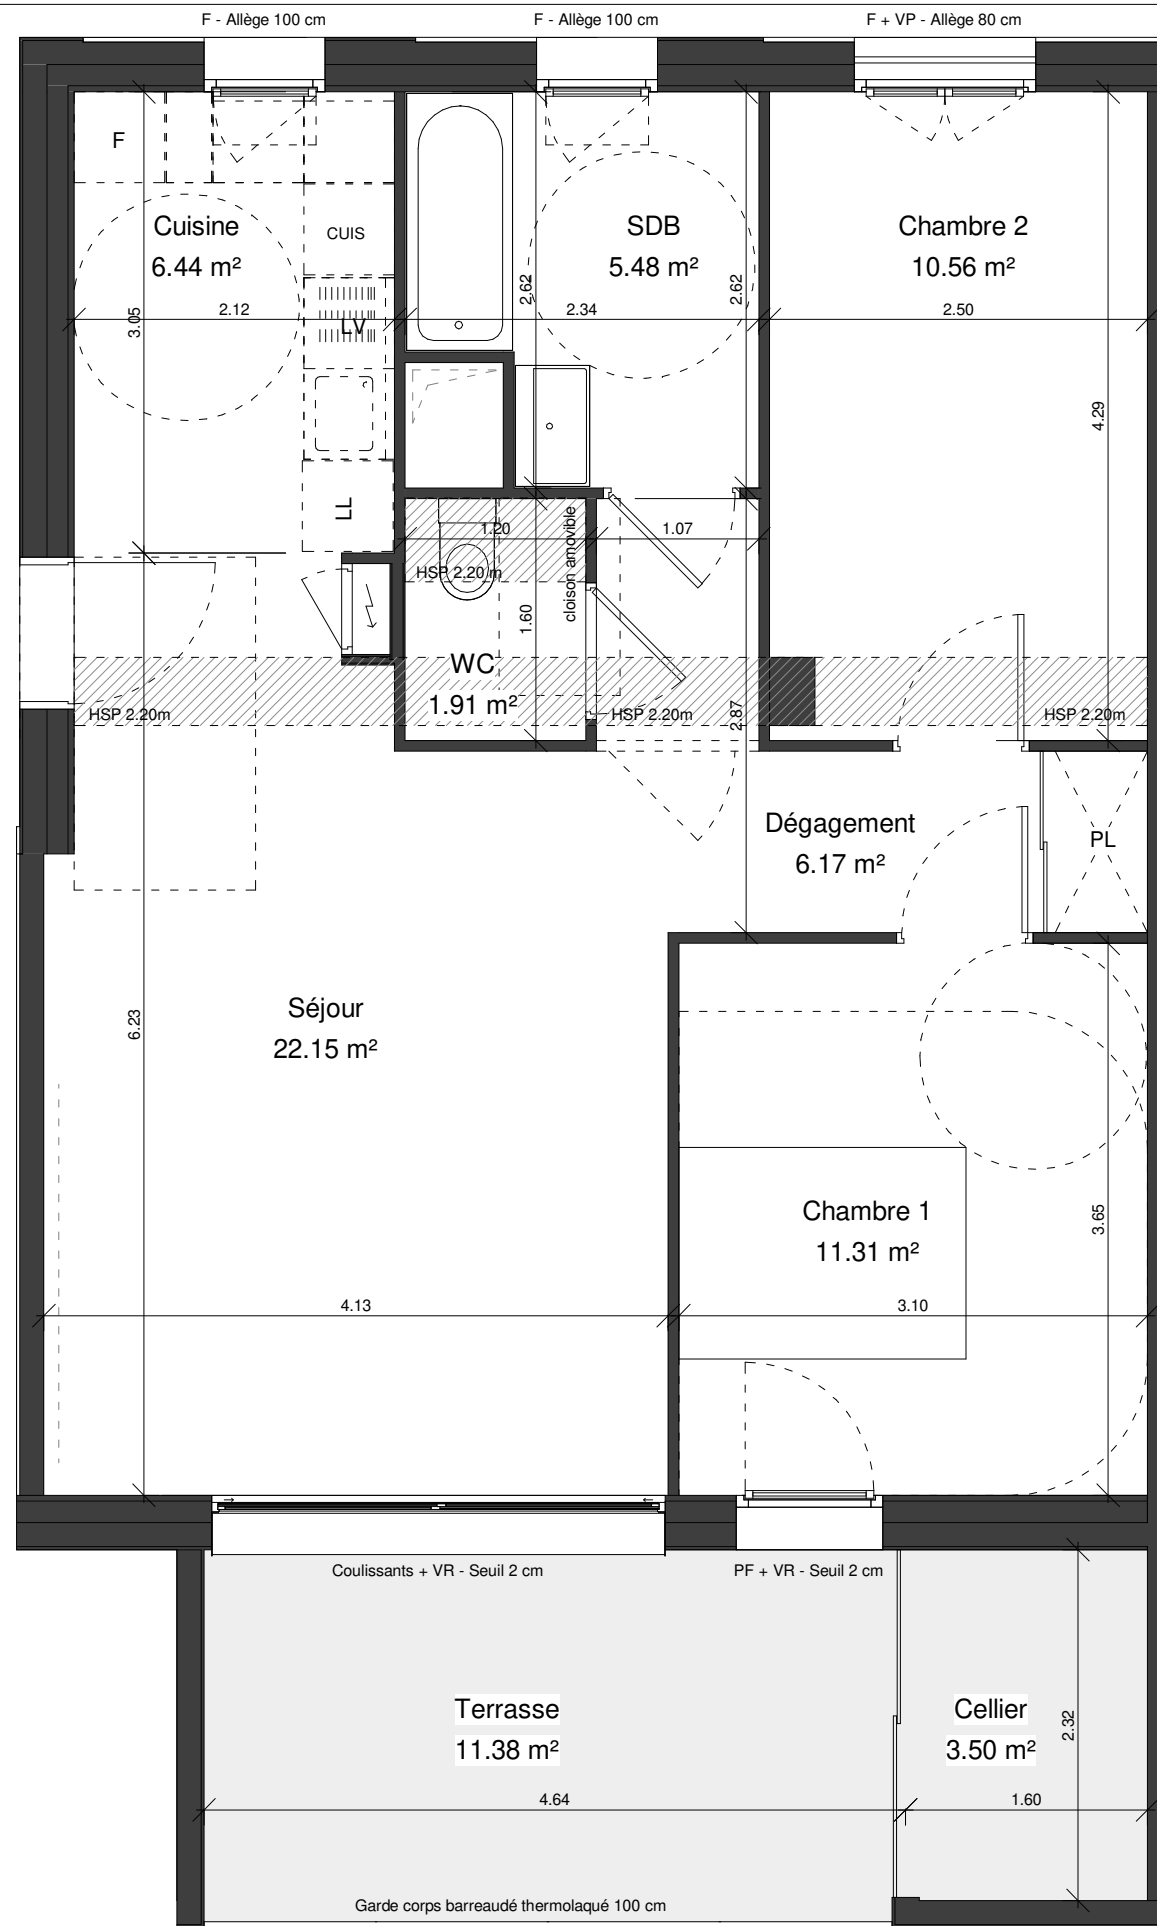 F - Allège 100 cm
F - Allège 100 cm
F + VP - Allège 80 cm
F
Cuisine
6.44 m²
CUIS
SDB
5.48 m²
Chambre 2
10.56 m²
3.05
2.12
LV
2.62
2.34
2.62
2.50
4.29
LL
1.20
cloison amovible
1.07
HSP 2.20 m
1.60
WC
1.91 m²
HSP 2.20m
HSP 2.20m
2.87
HSP 2.20m
Dégagement
6.17 m²
PL
Séjour
22.15 m²
6.23
Chambre 1
11.31 m²
3.65
4.13
3.10
Coulissants + VR - Seuil 2 cm
PF + VR - Seuil 2 cm
Terrasse
11.38 m²
Cellier
3.50 m²
2.32
4.64
1.60
Garde corps barreaudé thermolaqué 100 cm